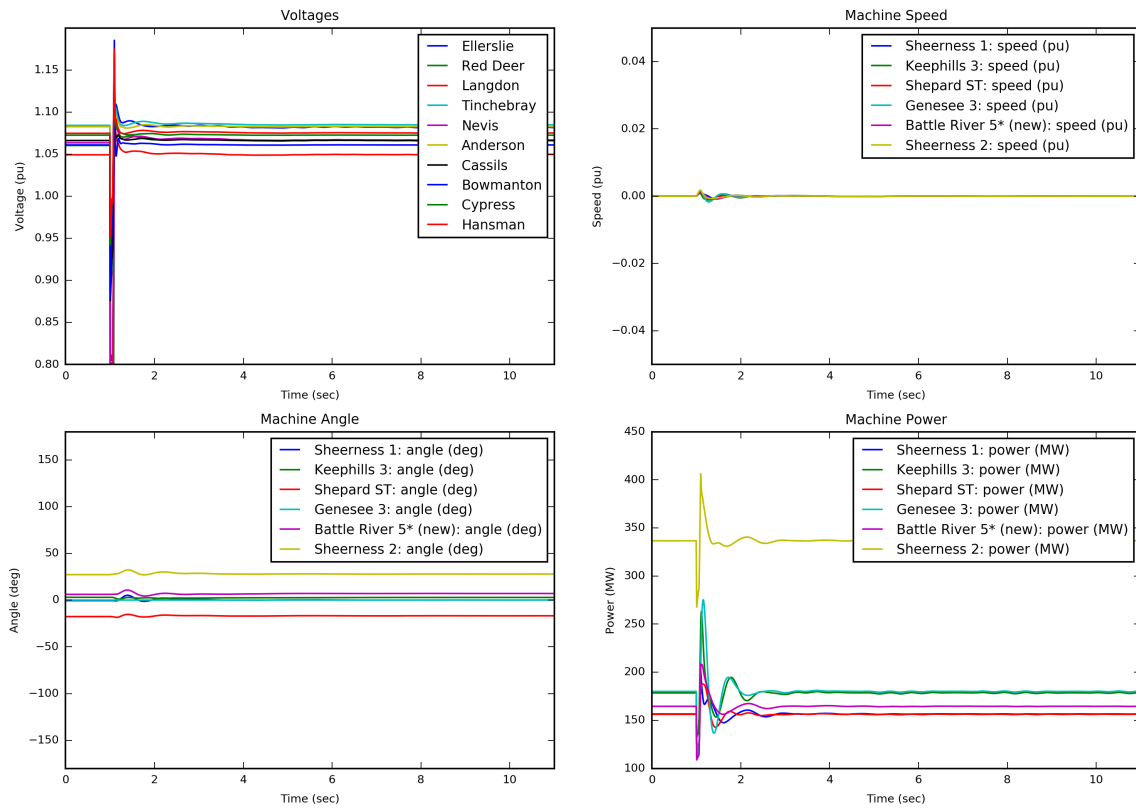 Voltages
1.15
1.10
1.05
1.00
0.95
0.90
0.85
0.80
Voltage (pu)
0
2
4
6
8
10
Time (sec)
Ellerslie
Red Deer
Langdon
Tinchebray
Nevis
Anderson
Cassils
Bowmanton
Cypress
Hansman
Machine Speed
0.04
0.02
0.00
−0.02
−0.04
Speed (pu)
0
2
4
6
8
10
Time (sec)
Sheerness 1: speed (pu)
Keephills 3: speed (pu)
Shepard ST: speed (pu)
Genesee 3: speed (pu)
Battle River 5* (new): speed (pu)
Sheerness 2: speed (pu)
Machine Angle
150
100
50
0
−50
−100
−150
Angle (deg)
0
2
4
6
8
10
Time (sec)
Sheerness 1: angle (deg)
Keephills 3: angle (deg)
Shepard ST: angle (deg)
Genesee 3: angle (deg)
Battle River 5* (new): angle (deg)
Sheerness 2: angle (deg)
Machine Power
450
400
350
300
250
200
150
100
Power (MW)
0
2
4
6
8
10
Time (sec)
Sheerness 1: power (MW)
Keephills 3: power (MW)
Shepard ST: power (MW)
Genesee 3: power (MW)
Battle River 5* (new): power (MW)
Sheerness 2: power (MW)